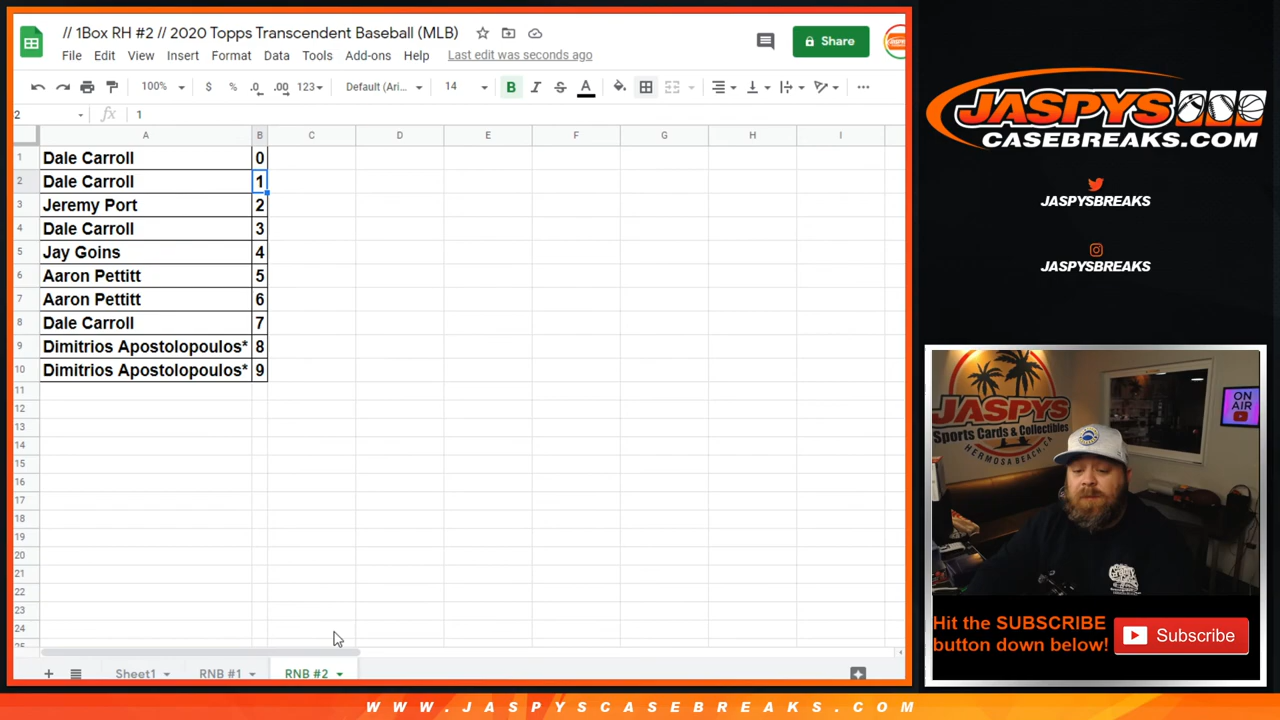 // 1Box RH #2 // 2020 Topps Transcendent Baseball (MLB)
File Edit View Insert Format Data Tools Add-ons Help Last edit was seconds ago
Share
100% $ % .0 .00 123 Default (Ari... 14 B I S A
2 fx 1
A B C D E F G H I
1 Dale Carroll 0
2 Dale Carroll 1
3 Jeremy Port 2
4 Dale Carroll 3
5 Jay Goins 4
6 Aaron Pettitt 5
7 Aaron Pettitt 6
8 Dale Carroll 7
9 Dimitrios Apostolopoulos* 8
10 Dimitrios Apostolopoulos* 9
11
12
13
14
15
16
17
18
19
20
21
22
23
24
25
+ Sheet1 RNB #1 RNB #2
JASPYS
CASEBREAKS.COM
JASPYSBREAKS
JASPYSBREAKS
JASPYS
Sports Cards & Collectibles
HERMOSA BEACH, CA
ON AIR
Hit the SUBSCRIBE
button down below!
Subscribe
WWW.JASPYSCASEBREAKS.COM